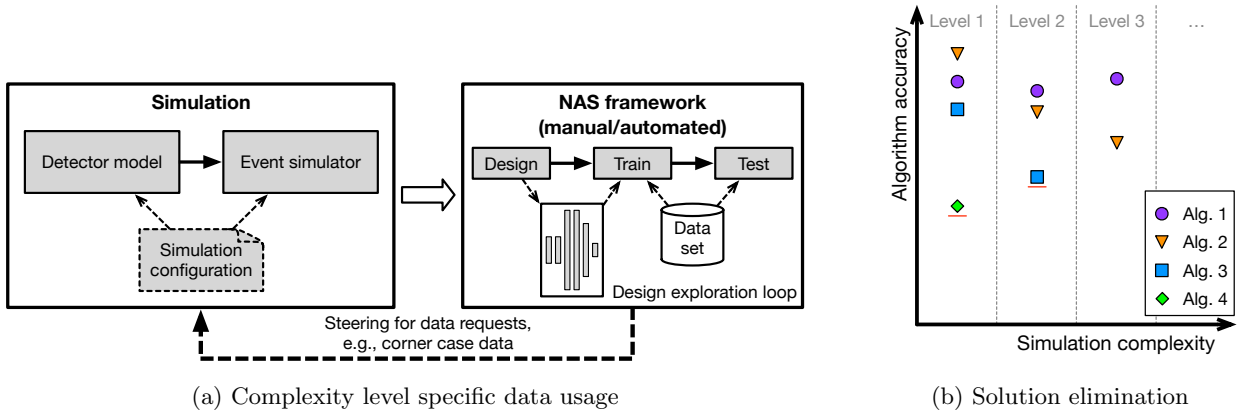 Simulation
Detector model
Event simulator
Simulation
configuration
NAS framework
(manual/automated)
Design
Train
Test
Data
set
Design exploration loop
Steering for data requests,
e.g., corner case data
(a) Complexity level specific data usage
Algorithm accuracy
Level 1
Level 2
Level 3
...
Alg. 1
Alg. 2
Alg. 3
Alg. 4
Simulation complexity
(b) Solution elimination